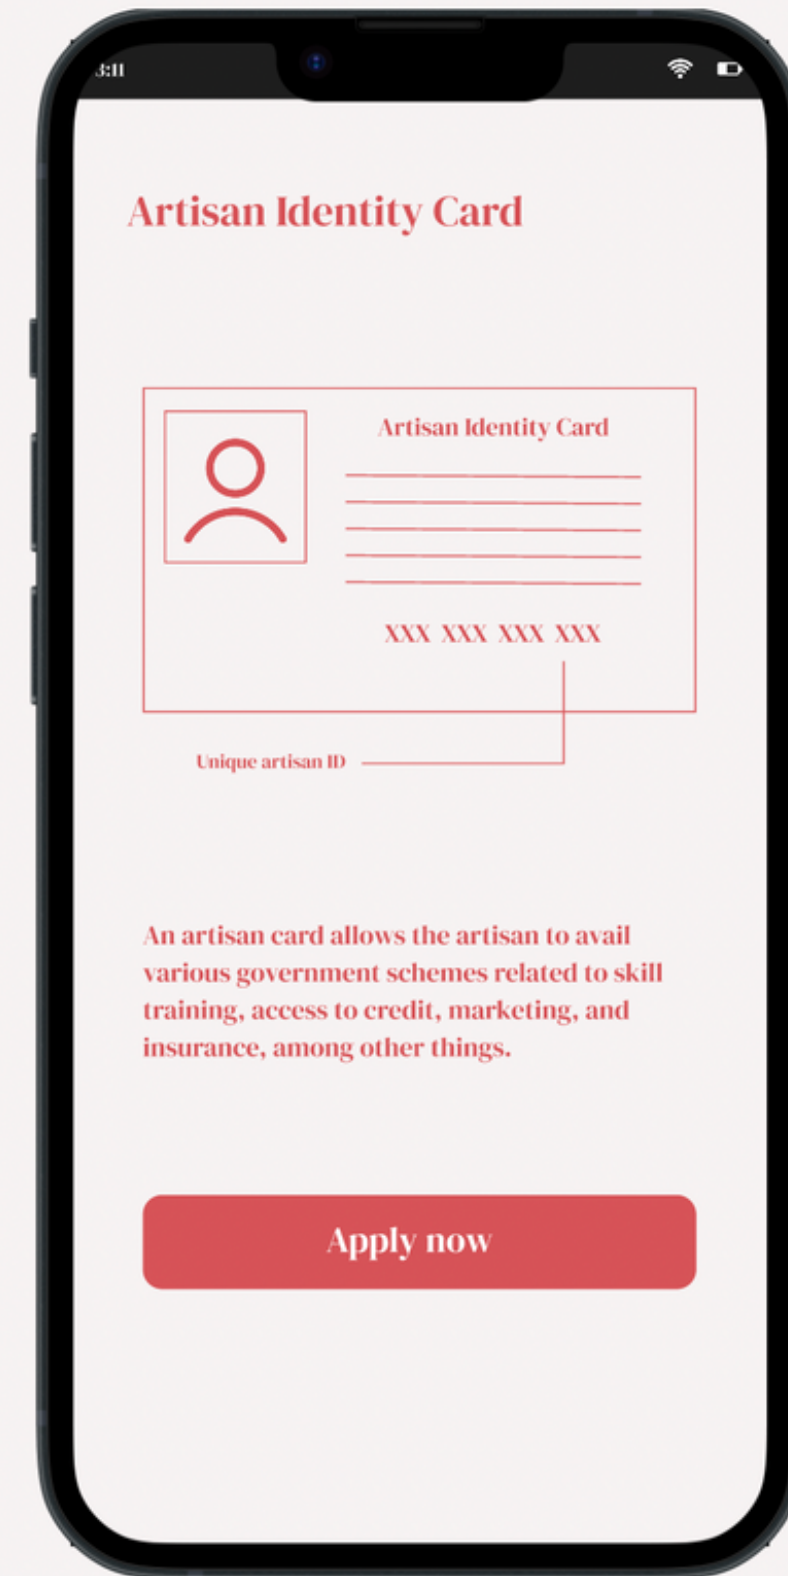 3:11
Artisan Identity Card
Artisan Identity Card
XXX XXX XXX XXX
Unique artisan ID
An artisan card allows the artisan to avail
various government schemes related to skill
training, access to credit, marketing, and
insurance, among other things.
Apply now